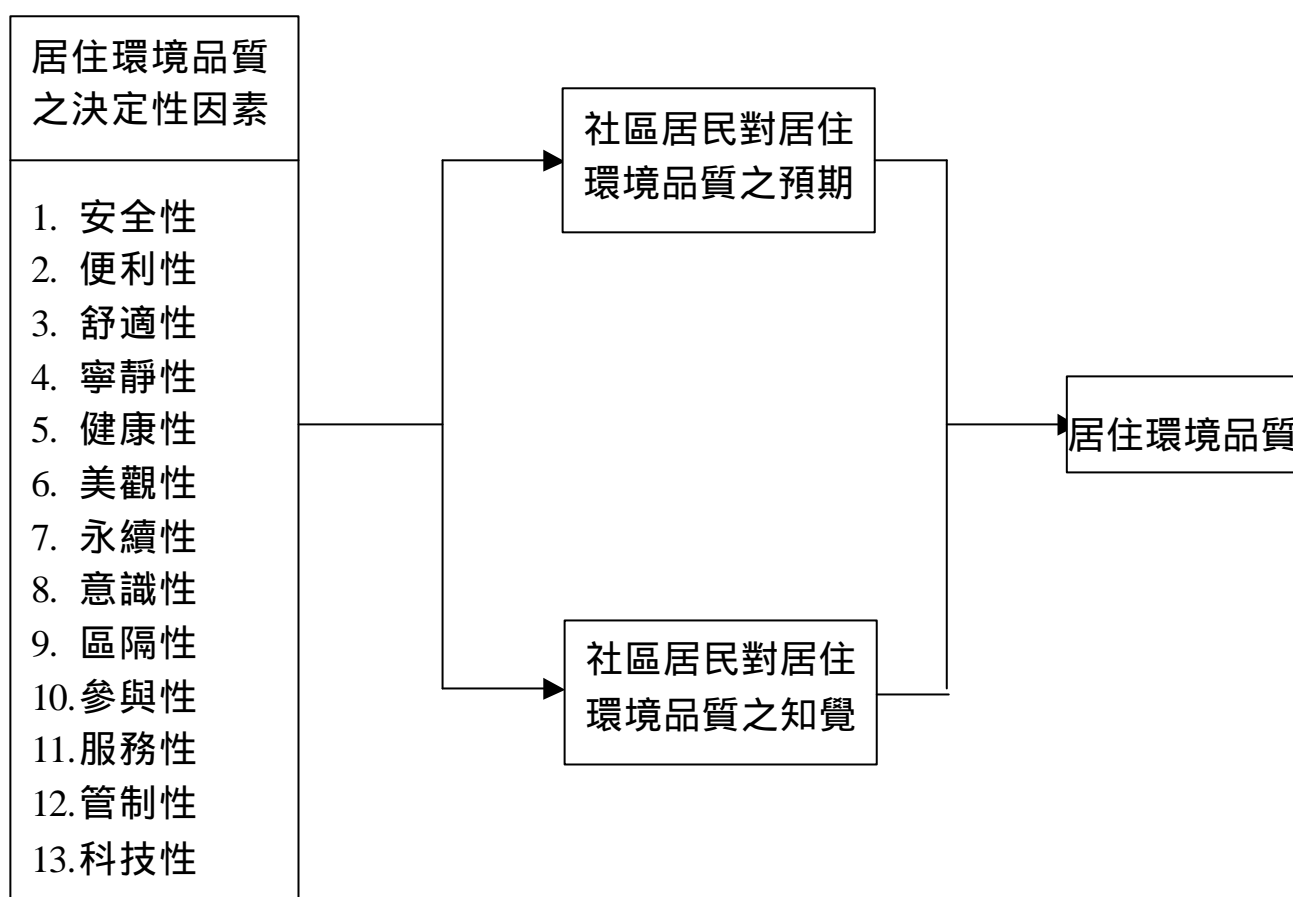 居住環境品質
之決定性因素
1. 安全性
2. 便利性
3. 舒適性
4. 寧靜性
5. 健康性
6. 美觀性
7. 永續性
8. 意識性
9. 區隔性
10.參與性
11.服務性
12.管制性
13.科技性
社區居民對居住
環境品質之預期
社區居民對居住
環境品質之知覺
居住環境品質